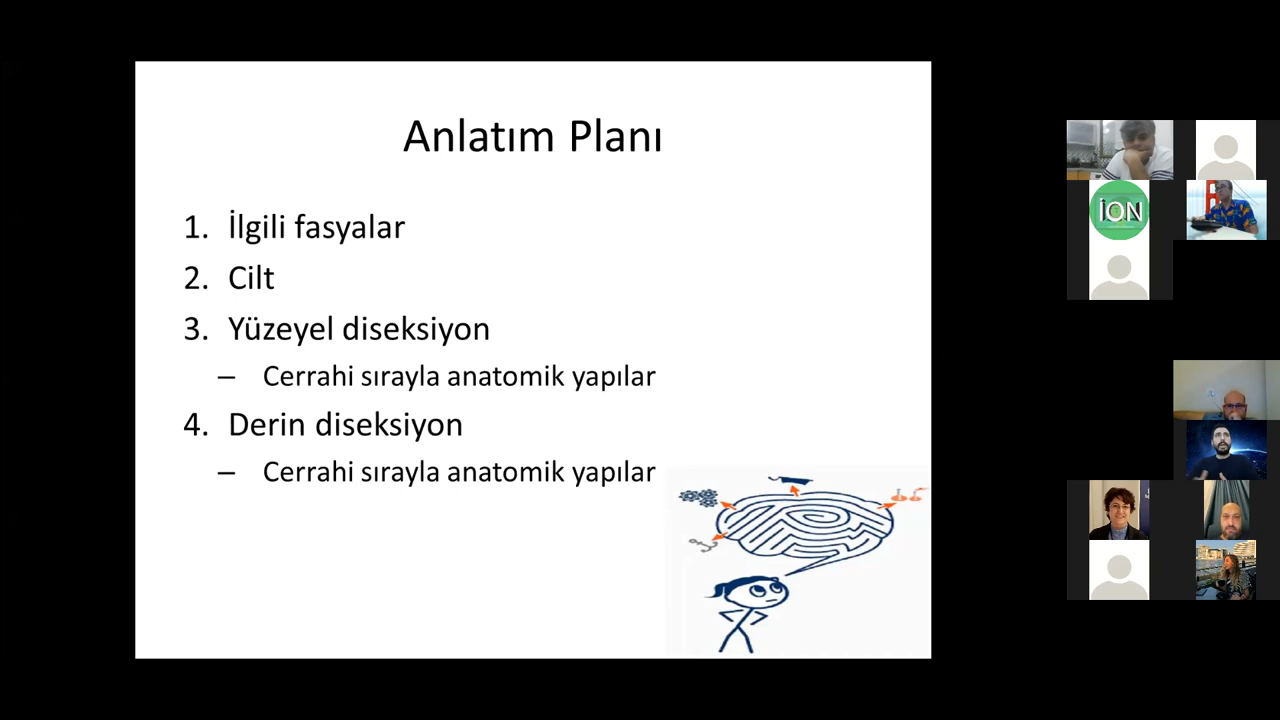 Anlatım Planı
1. İlgili fasyalar
2. Cilt
3. Yüzeyel diseksiyon
– Cerrahi sırayla anatomik yapılar
4. Derin diseksiyon
– Cerrahi sırayla anatomik yapılar
İON